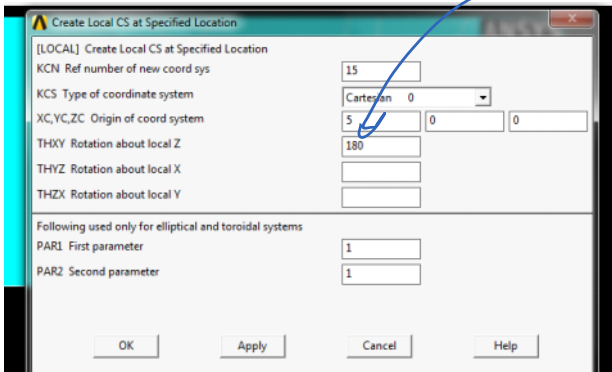 Create Local CS at Specified Location
ANSYS
[LOCAL] Create Local CS at Specified Location
KCN Ref number of new coord sys 15
KCS Type of coordinate system Cartesian 0
XC,YC,ZC Origin of coord system 5 0 0
THXY Rotation about local Z 180
THYZ Rotation about local X
THZX Rotation about local Y
Following used only for elliptical and toroidal systems
PAR1 First parameter 1
PAR2 Second parameter 1
OK Apply Cancel Help